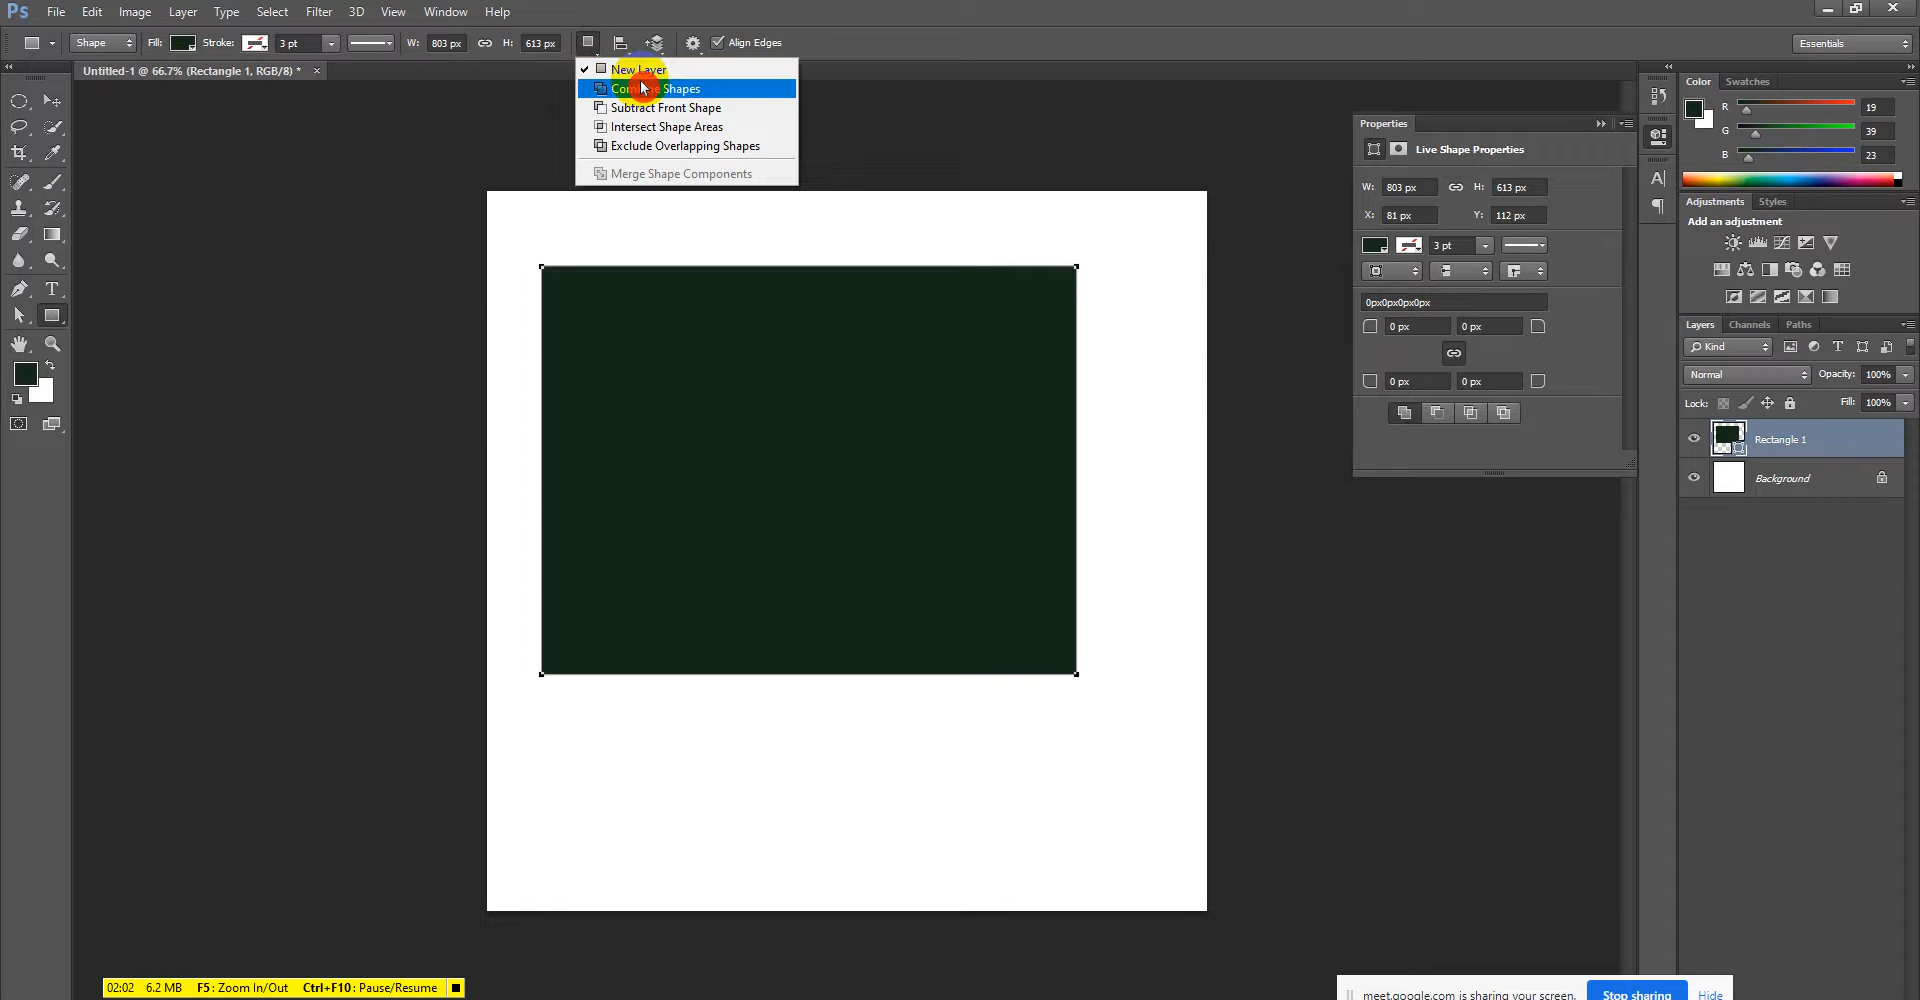 Ps File Edit Image Layer Type Select Filter 3D View Window Help
Shape Fill: Stroke: 3 pt W: 803 px H: 613 px Align Edges Essentials
Untitled-1 @ 66.7% (Rectangle 1, RGB/8) * ×
New Layer
Combine Shapes
Subtract Front Shape
Intersect Shape Areas
Exclude Overlapping Shapes
Merge Shape Components
Properties
Live Shape Properties
W: 803 px H: 613 px
X: 81 px Y: 112 px
3 pt
0px0px0px0px
0 px 0 px
0 px 0 px
Color Swatches
R 19
G 39
B 23
Adjustments Styles
Add an adjustment
Layers Channels Paths
Kind
Normal Opacity: 100%
Lock: Fill: 100%
Rectangle 1
Background
02:02 6.2 MB F5: Zoom In/Out Ctrl+F10: Pause/Resume
meet.google.com is sharing your screen. Stop sharing Hide